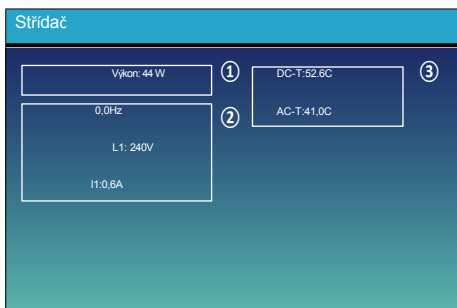 Střídač
Výkon: 44 W
①
0,0Hz
L1: 240V
I1:0,6A
②
DC-T:52.6C
AC-T:41,0C
③